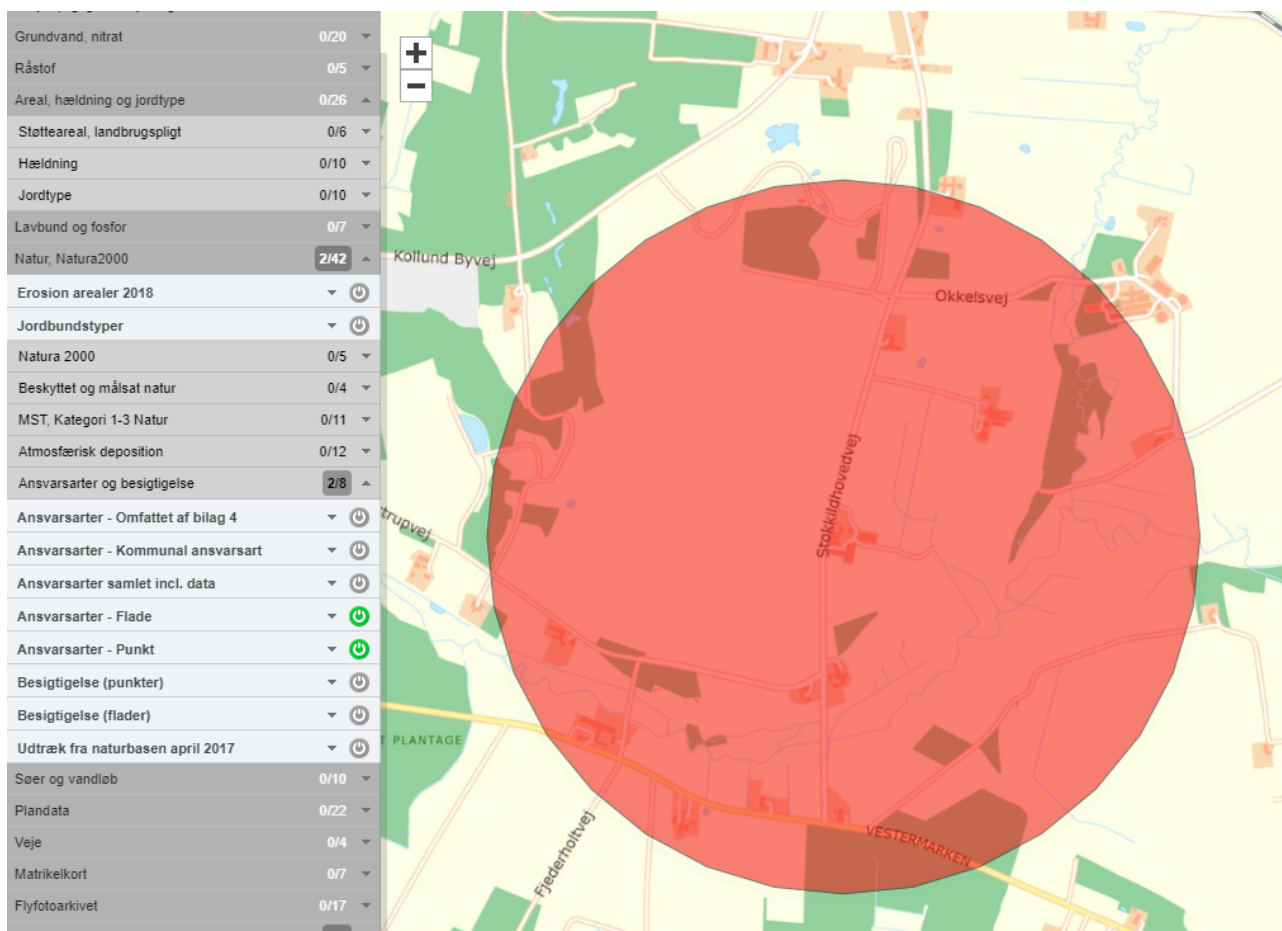 Grundvand, nitrat 0/20
Råstof 0/5
Areal, hældning og jordtype 0/26
Støtteareal, landbrugspligt 0/6
Hældning 0/10
Jordtype 0/10
Lavbund og fosfor 0/7
Natur, Natura2000 2/42
Erosion arealer 2018
Jordbundstyper
Natura 2000 0/5
Beskyttet og målsat natur 0/4
MST, Kategori 1-3 Natur 0/11
Atmosfærisk deposition 0/12
Ansvarsarter og besigtigelse 2/8
Ansvarsarter - Omfattet af bilag 4
Ansvarsarter - Kommunal ansvarsart
Ansvarsarter samlet incl. data
Ansvarsarter - Flade
Ansvarsarter - Punkt
Besigtigelse (punkter)
Besigtigelse (flader)
Udtræk fra naturbasen april 2017
Søer og vandløb 0/10
Plandata 0/22
Veje 0/4
Matrikelkort 0/7
Flyfotoarkivet 0/17
+
−
Kollund Byvej
Okkelsvej
Stokkildhovedvej
strupvej
T PLANTAGE
Fjederholtvej
VESTERMARKEN